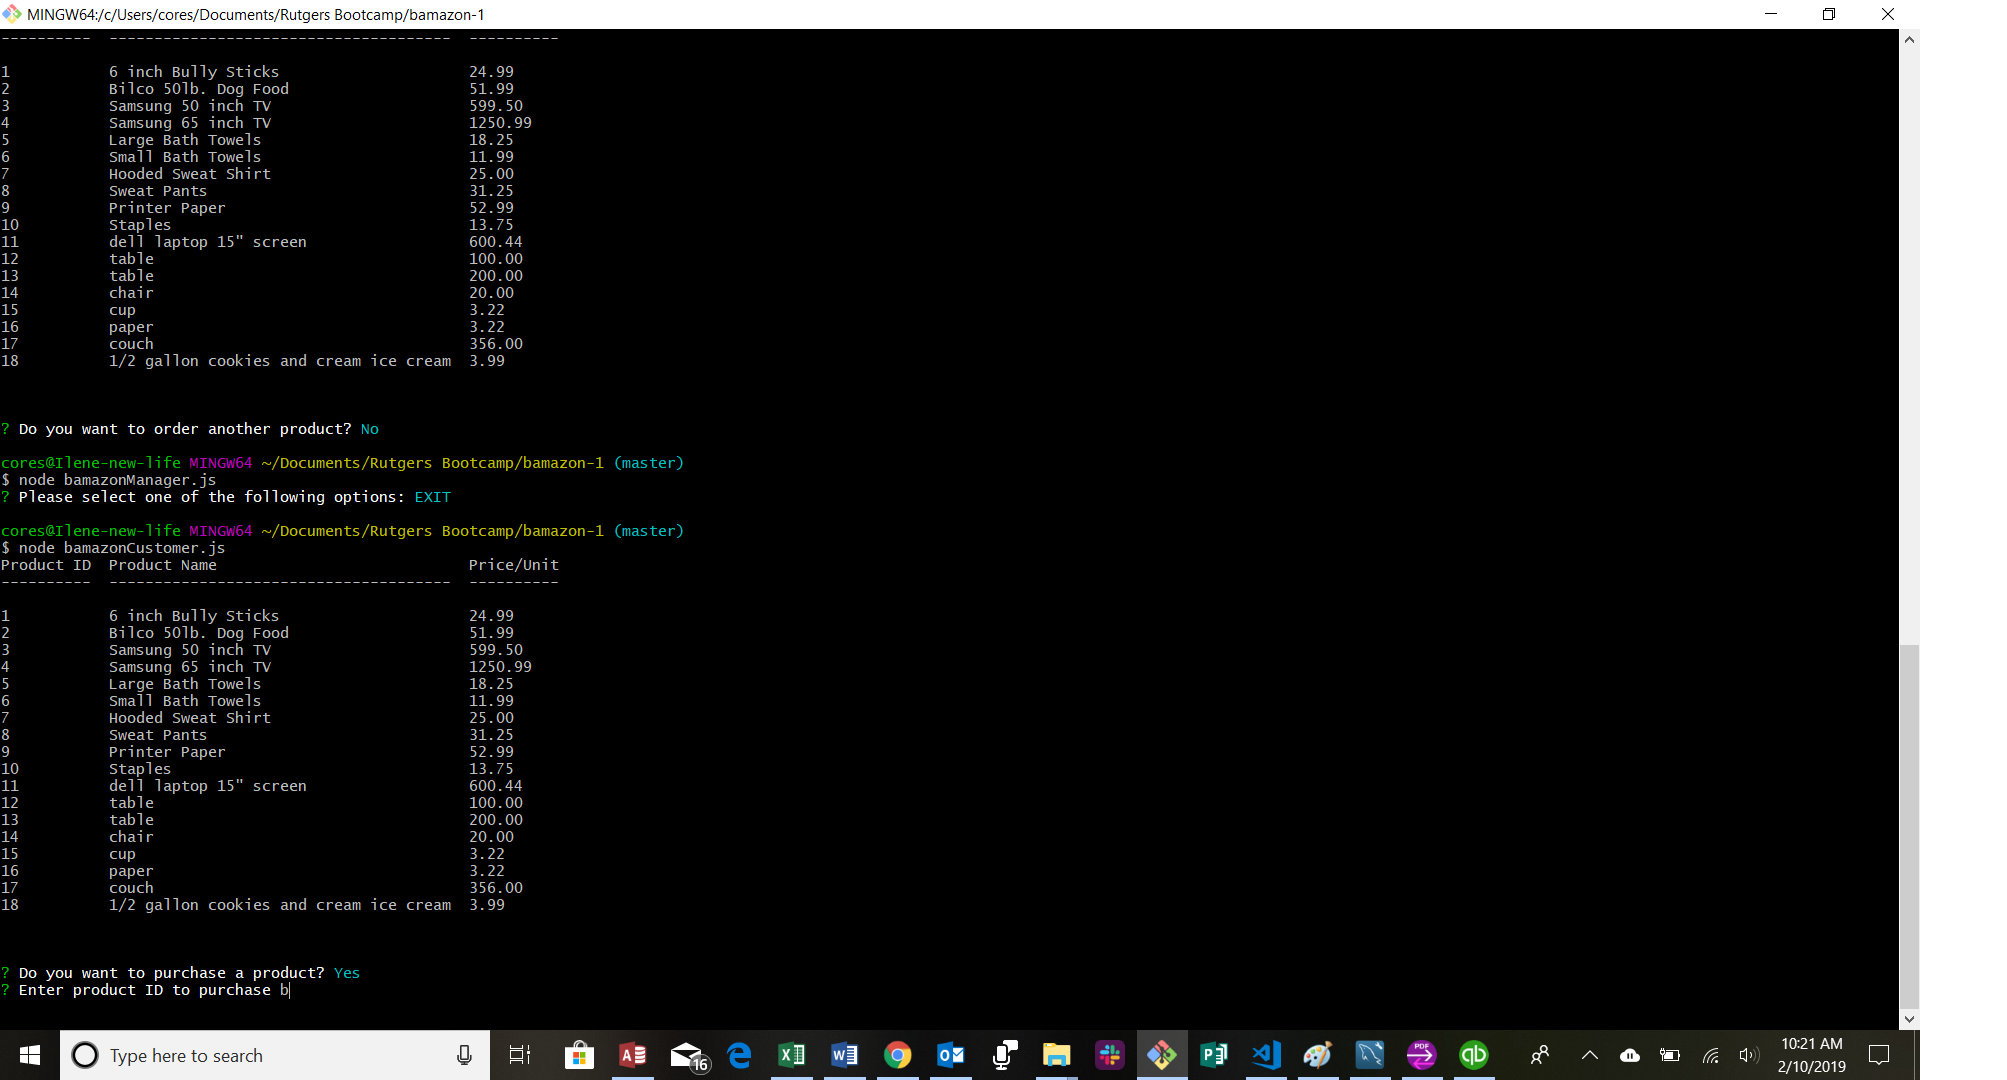 MINGW64:/c/Users/cores/Documents/Rutgers Bootcamp/bamazon-1
---------- -------------------------------------- ----------
1 6 inch Bully Sticks 24.99
2 Bilco 50lb. Dog Food 51.99
3 Samsung 50 inch TV 599.50
4 Samsung 65 inch TV 1250.99
5 Large Bath Towels 18.25
6 Small Bath Towels 11.99
7 Hooded Sweat Shirt 25.00
8 Sweat Pants 31.25
9 Printer Paper 52.99
10 Staples 13.75
11 dell laptop 15" screen 600.44
12 table 100.00
13 table 200.00
14 chair 20.00
15 cup 3.22
16 paper 3.22
17 couch 356.00
18 1/2 gallon cookies and cream ice cream 3.99
? Do you want to order another product? No
cores@Ilene-new-life MINGW64 ~/Documents/Rutgers Bootcamp/bamazon-1 (master)
$ node bamazonManager.js
? Please select one of the following options: EXIT
cores@Ilene-new-life MINGW64 ~/Documents/Rutgers Bootcamp/bamazon-1 (master)
$ node bamazonCustomer.js
Product ID Product Name Price/Unit
---------- -------------------------------------- ----------
1 6 inch Bully Sticks 24.99
2 Bilco 50lb. Dog Food 51.99
3 Samsung 50 inch TV 599.50
4 Samsung 65 inch TV 1250.99
5 Large Bath Towels 18.25
6 Small Bath Towels 11.99
7 Hooded Sweat Shirt 25.00
8 Sweat Pants 31.25
9 Printer Paper 52.99
10 Staples 13.75
11 dell laptop 15" screen 600.44
12 table 100.00
13 table 200.00
14 chair 20.00
15 cup 3.22
16 paper 3.22
17 couch 356.00
18 1/2 gallon cookies and cream ice cream 3.99
? Do you want to purchase a product? Yes
? Enter product ID to purchase b
Type here to search
16
PDF
qb
10:21 AM
2/10/2019